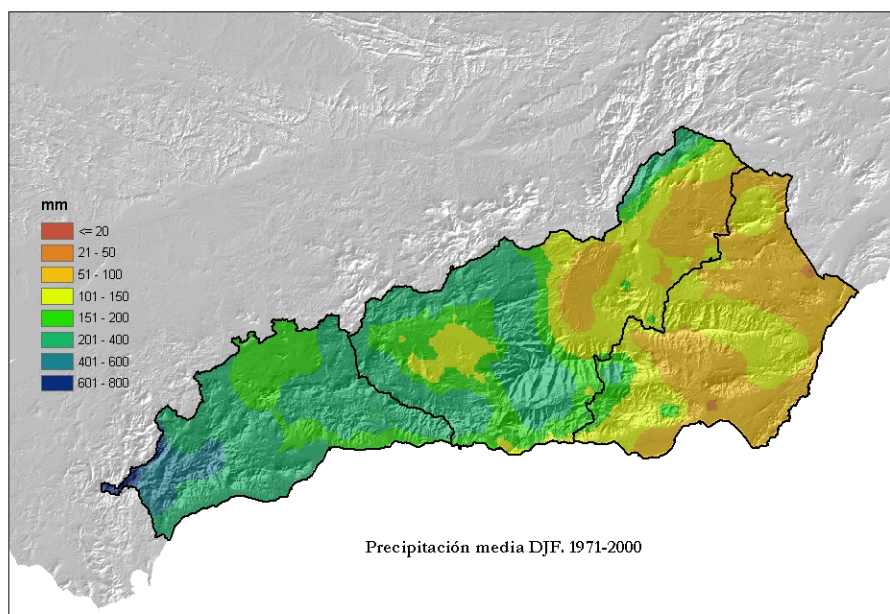 mm
<= 20
21 - 50
51 - 100
101 - 150
151 - 200
201 - 400
401 - 600
601 - 800
Precipitación media DJF. 1971-2000